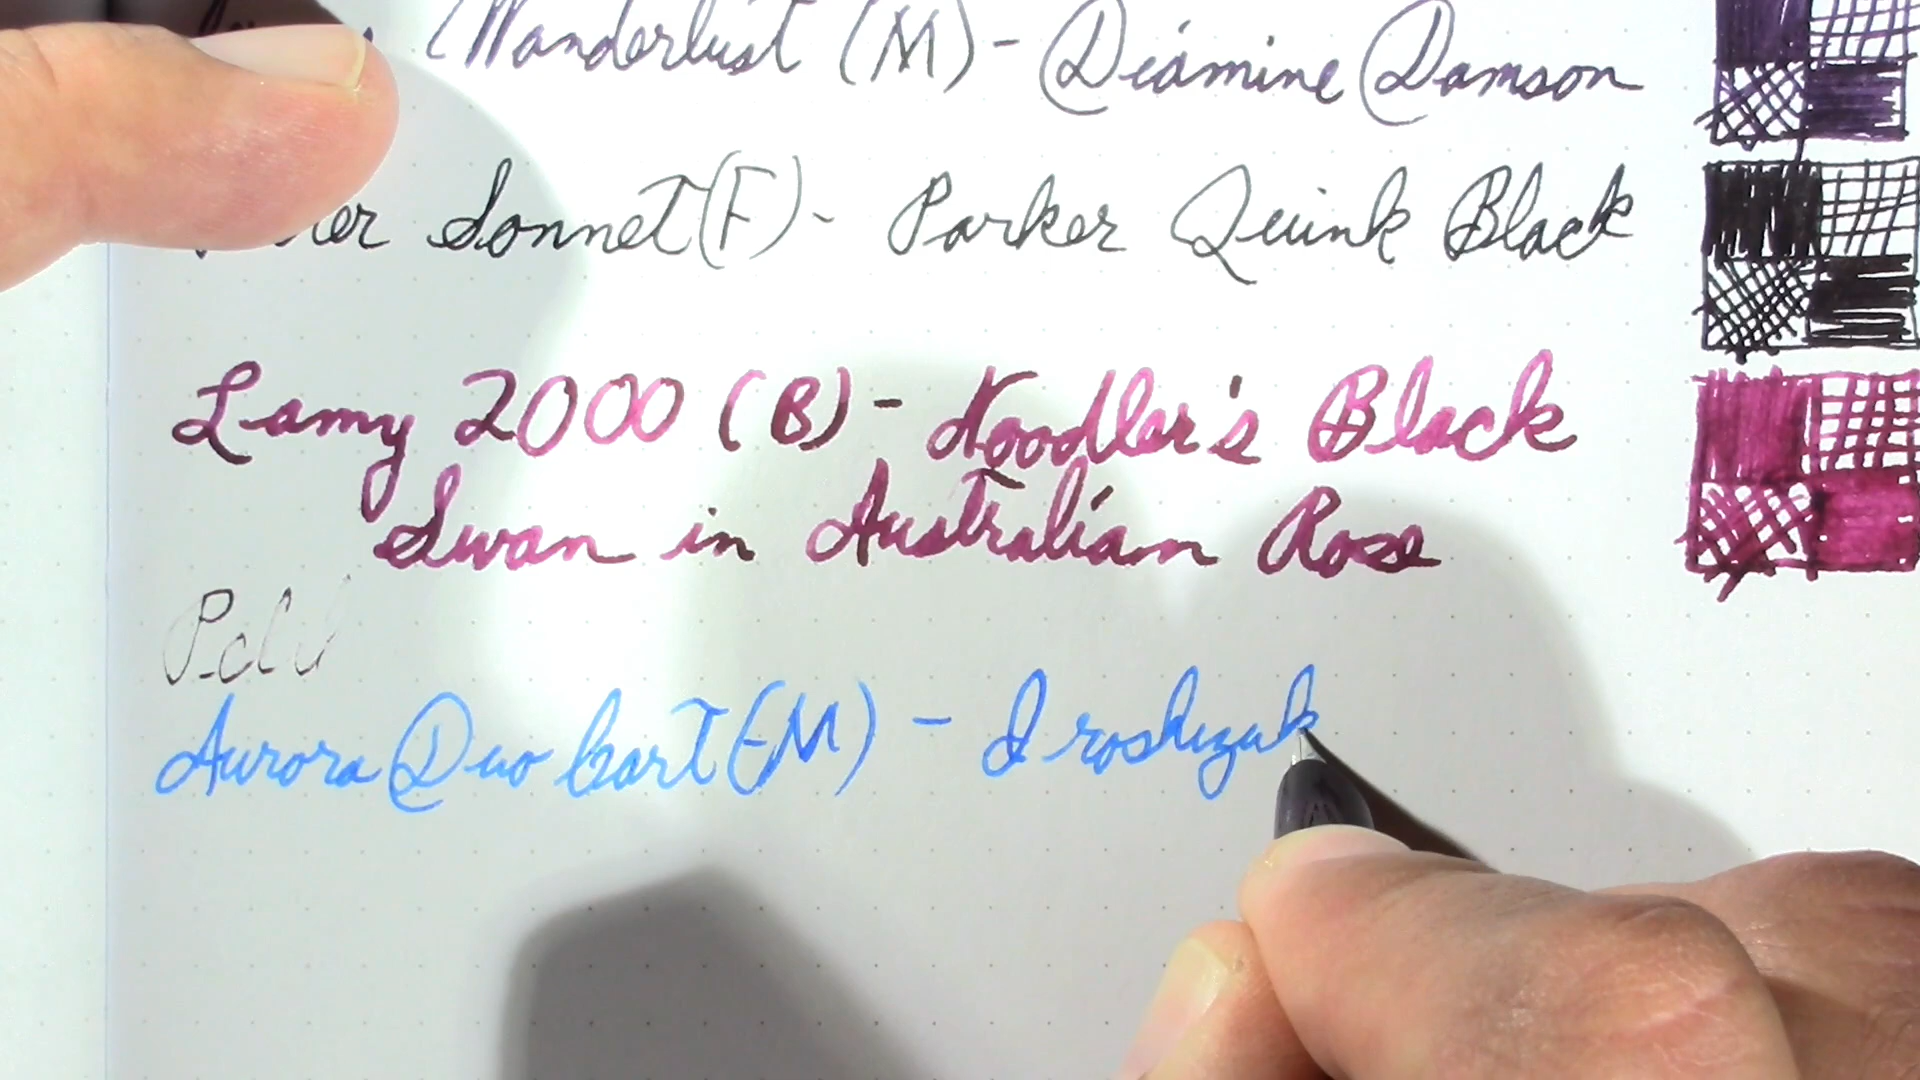 Wanderlust (M) - Diamine Damson
Sonnet (F) - Parker Quink Black
Lamy 2000 (B) - Noodler's Black
Swan in Australian Rose
Aurora Duo Cart (M) - Iroshizuk